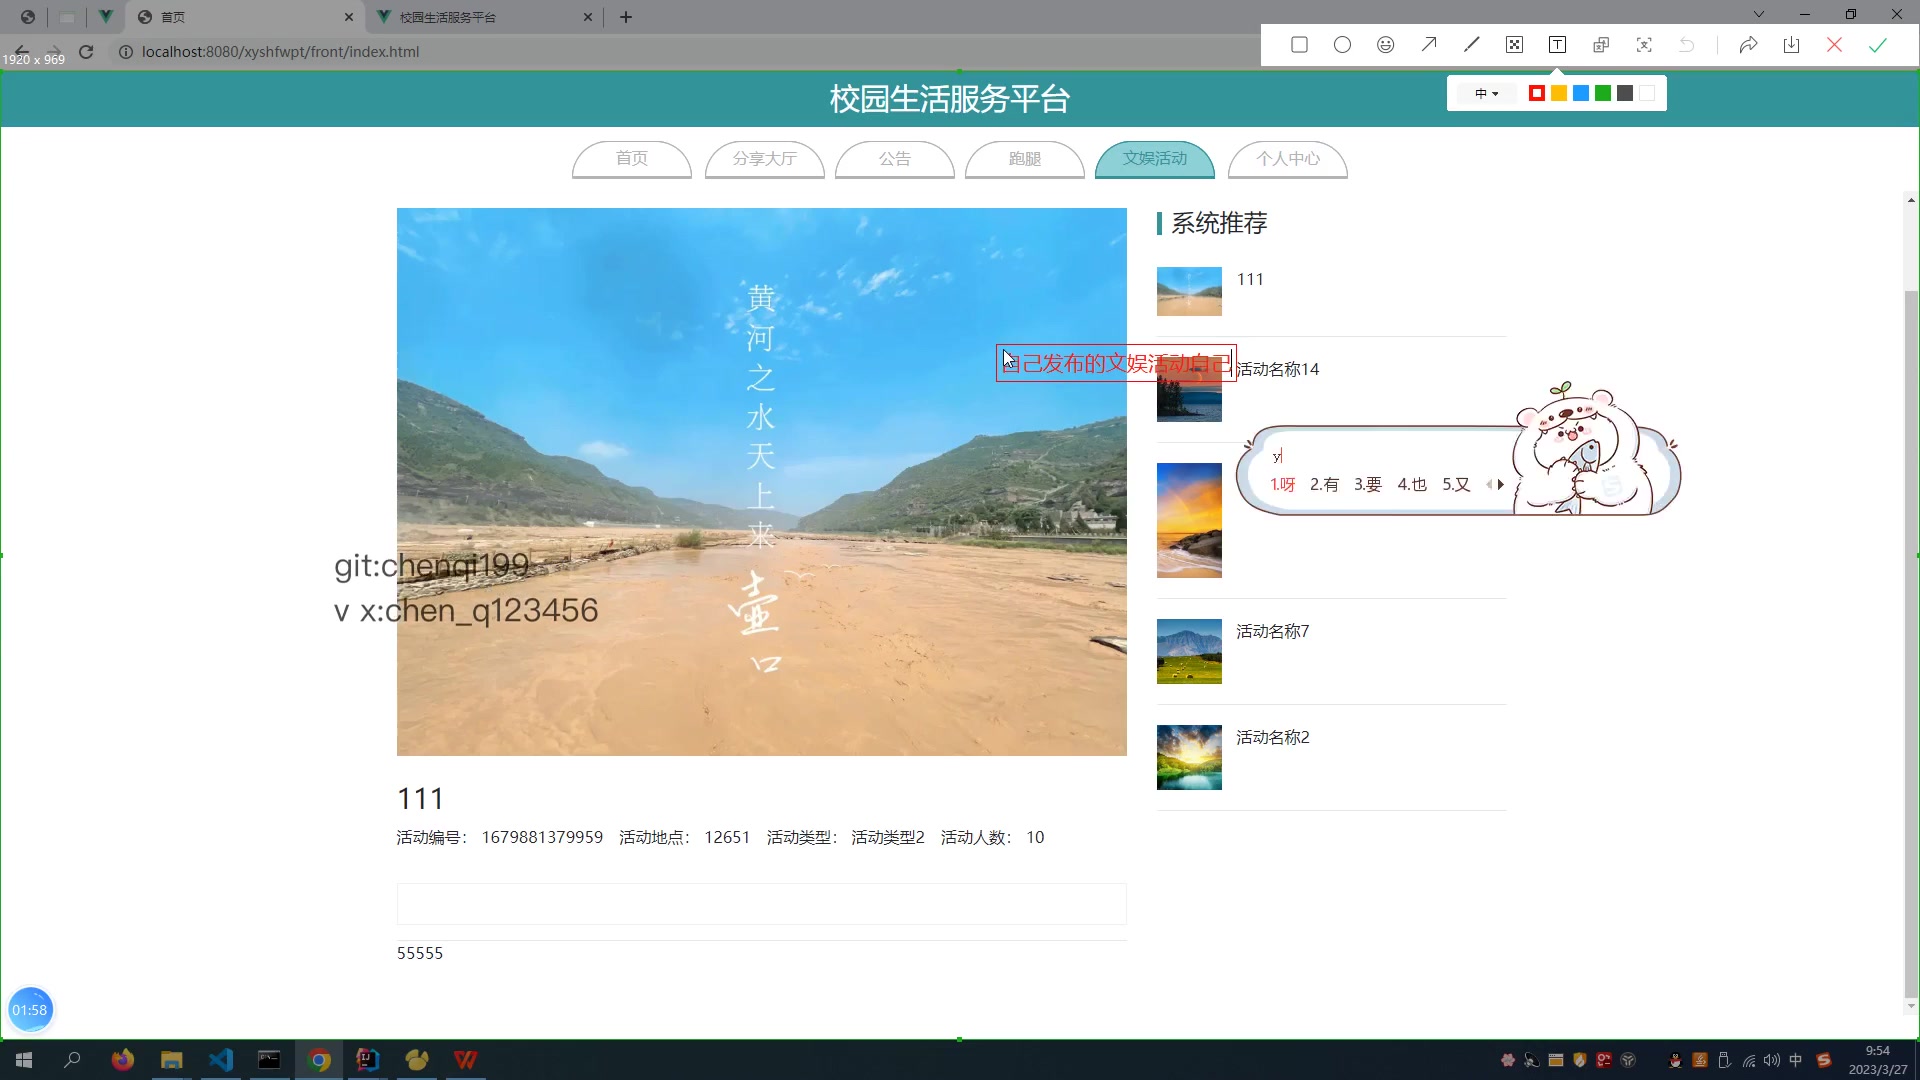 首页
校园生活服务平台
localhost:8080/xyshfwpt/front/index.html
1920 x 969
中
校园生活服务平台
首页
分享大厅
公告
跑腿
文娱活动
个人中心
黄河之水天上来
壶口
系统推荐
111
自己发布的文娱活动自己
活动名称14
y
1.呀 2.有 3.要 4.也 5.又
git:chenqi199
v x:chen_q123456
活动名称7
活动名称2
111
活动编号： 1679881379959 活动地点： 12651 活动类型： 活动类型2 活动人数： 10
55555
01:58
中
9:54
2023/3/27